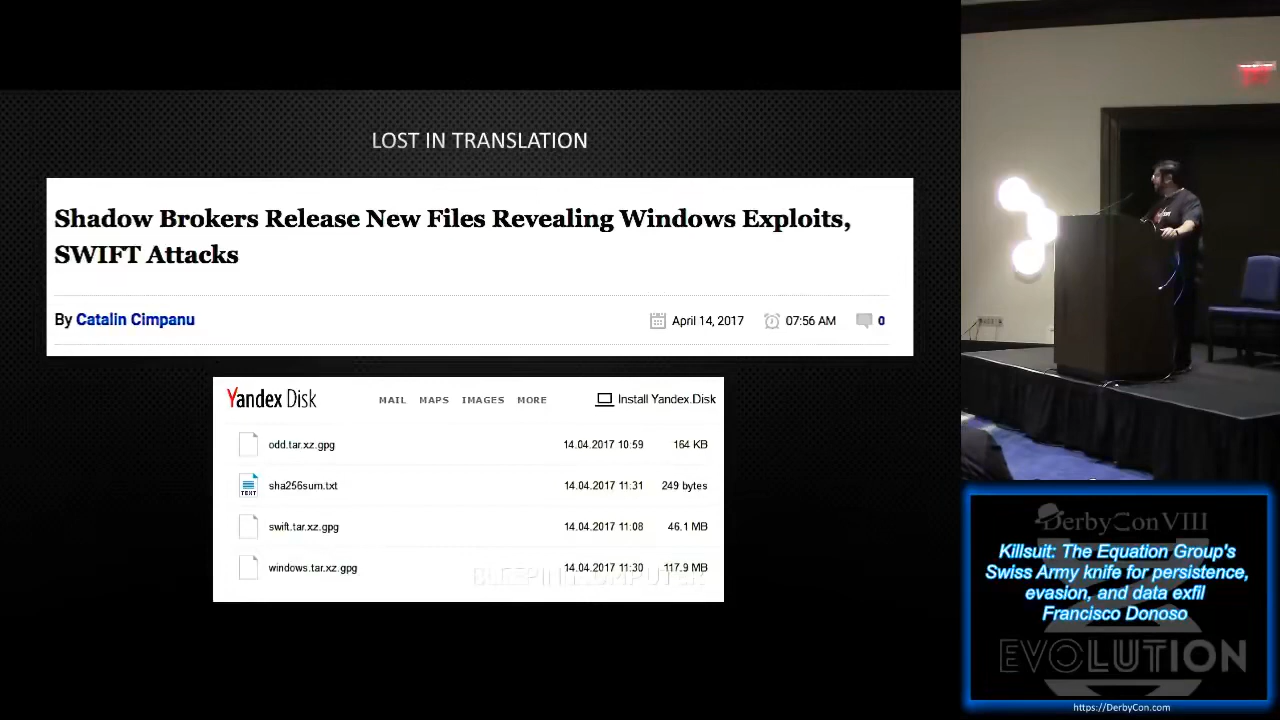 LOST IN TRANSLATION
Shadow Brokers Release New Files Revealing Windows Exploits,
SWIFT Attacks
By Catalin Cimpanu
April 14, 2017 07:56 AM 0
Yandex Disk MAIL MAPS IMAGES MORE Install Yandex.Disk
odd.tar.xz.gpg 14.04.2017 10:59 164 KB
TEXT sha256sum.txt 14.04.2017 11:31 249 bytes
swift.tar.xz.gpg 14.04.2017 11:08 46.1 MB
windows.tar.xz.gpg 14.04.2017 11:30 117.9 MB
BLEEPINGCOMPUTER
DerbyCon VIII
Killsuit: The Equation Group's
Swiss Army knife for persistence,
evasion, and data exfil
Francisco Donoso
EVOLUTION
https://DerbyCon.com